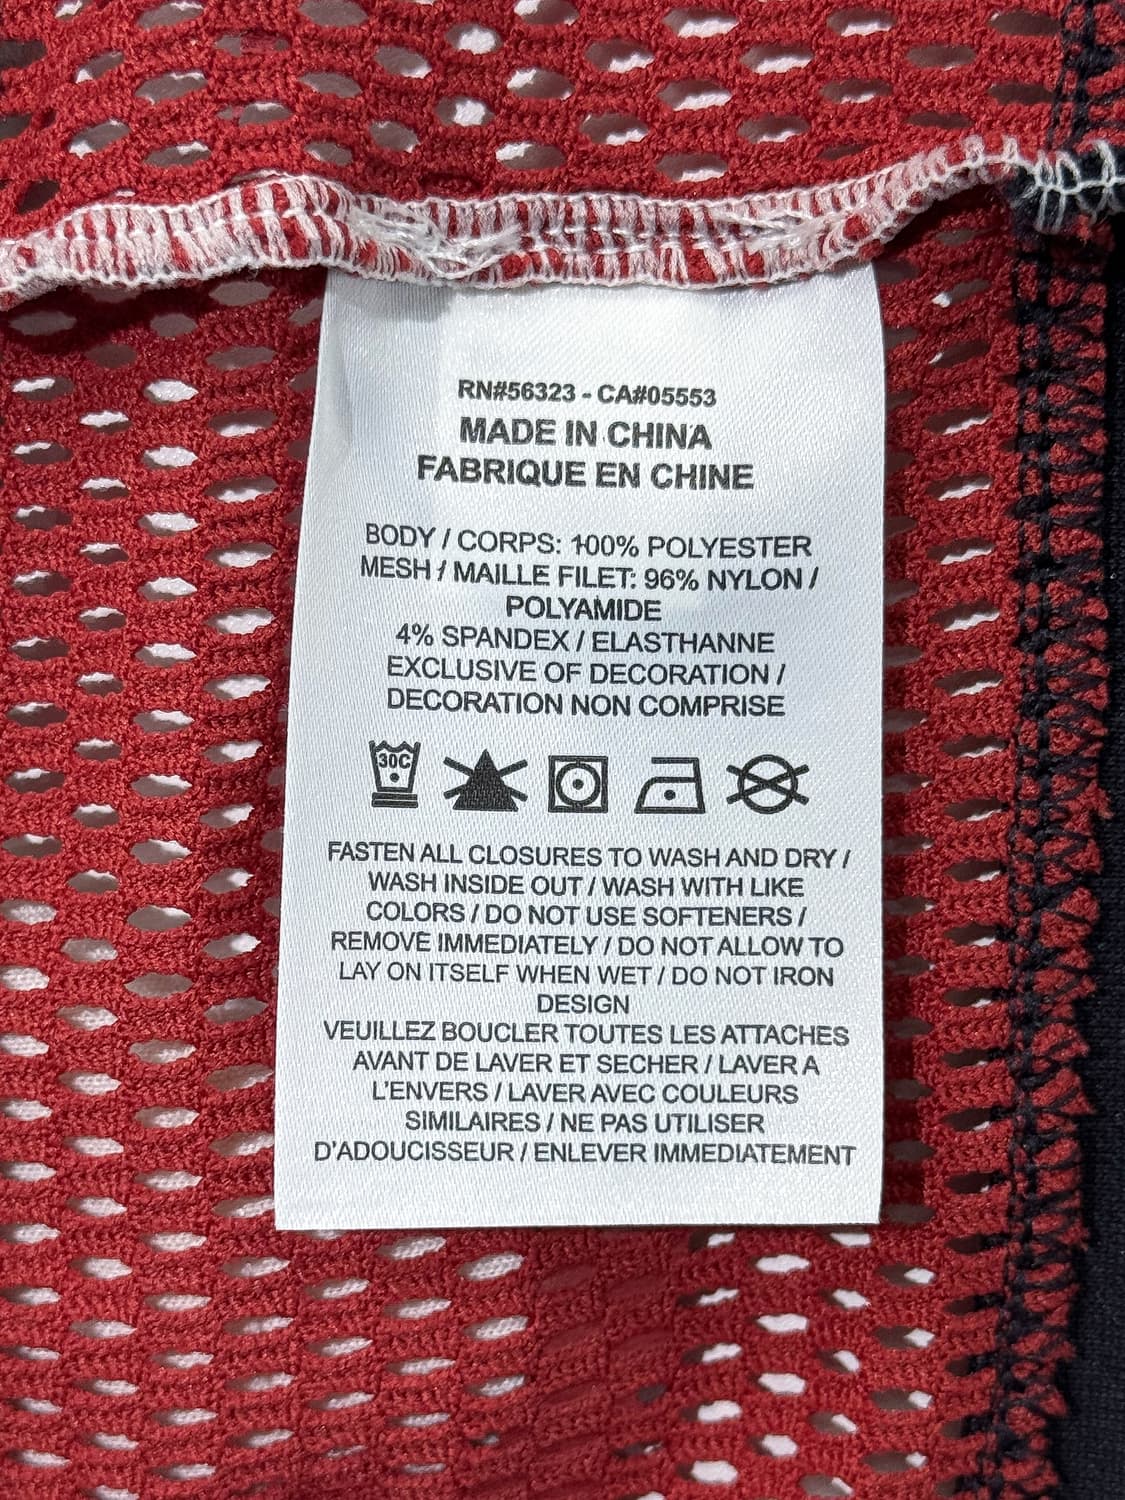 RN#56323 - CA#05553
MADE IN CHINA
FABRIQUE EN CHINE
BODY / CORPS: 100% POLYESTER
MESH / MAILLE FILET: 96% NYLON /
POLYAMIDE
4% SPANDEX / ELASTHANNE
EXCLUSIVE OF DECORATION /
DECORATION NON COMPRISE
30C
FASTEN ALL CLOSURES TO WASH AND DRY /
WASH INSIDE OUT / WASH WITH LIKE
COLORS / DO NOT USE SOFTENERS /
REMOVE IMMEDIATELY / DO NOT ALLOW TO
LAY ON ITSELF WHEN WET / DO NOT IRON
DESIGN
VEUILLEZ BOUCLER TOUTES LES ATTACHES
AVANT DE LAVER ET SECHER / LAVER A
L'ENVERS / LAVER AVEC COULEURS
SIMILAIRES / NE PAS UTILISER
D'ADOUCISSEUR / ENLEVER IMMEDIATEMENT